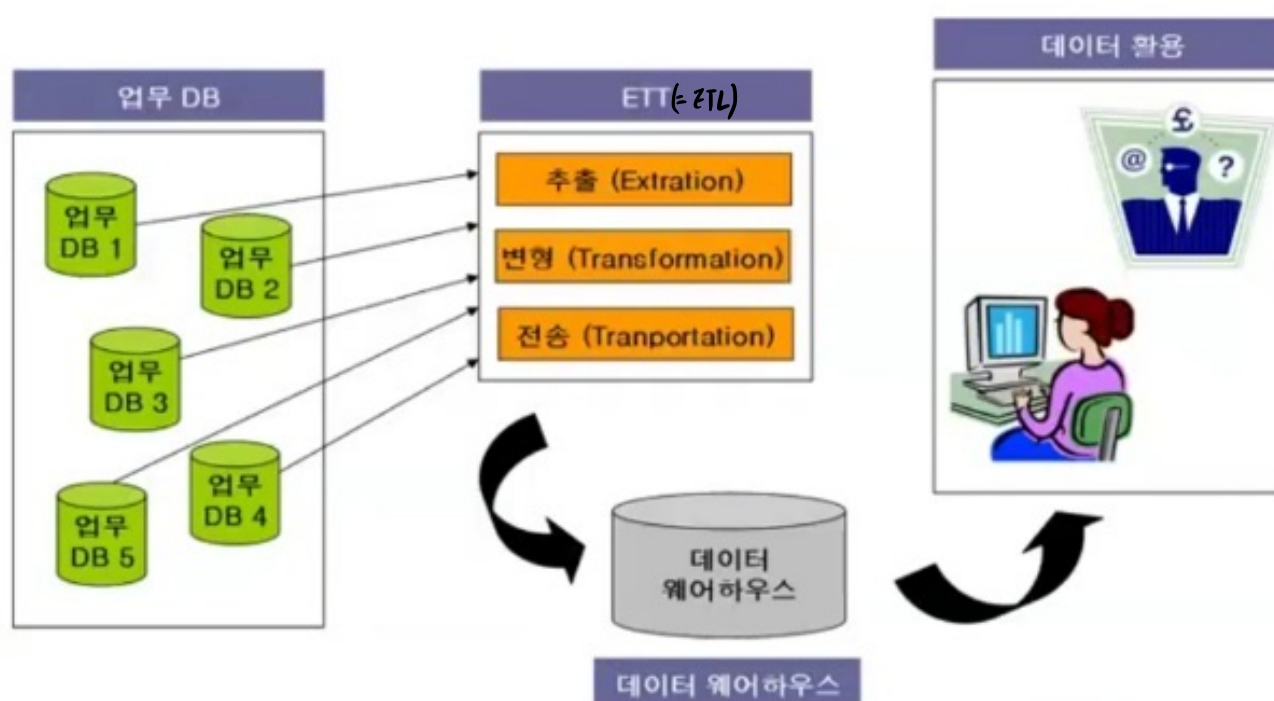 업무 DB
업무
DB 1
업무
DB 2
업무
DB 3
업무
DB 4
업무
DB 5
ETT(= ETL)
추출 (Extration)
변형 (Transformation)
전송 (Tranportation)
데이터
웨어하우스
데이터 웨어하우스
데이터 활용
@
£
?